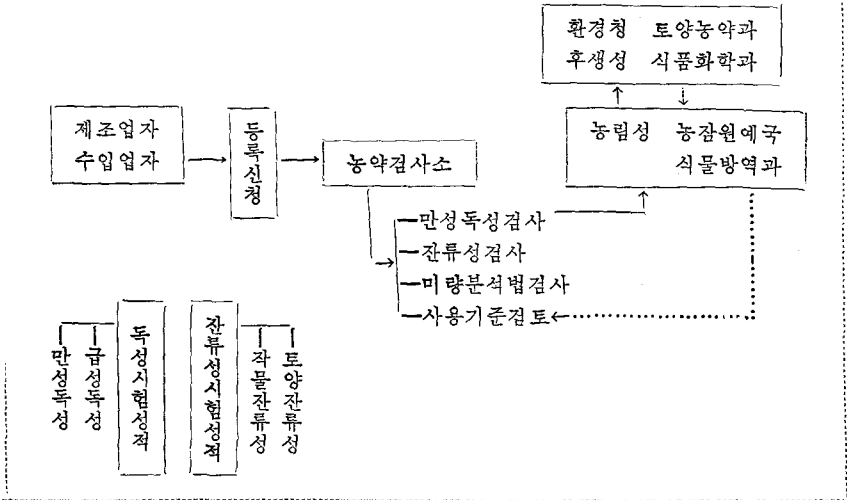 환경청 토양농약과
후생성 식품화학과
제조업자
수입업자
등록신청
농약검사소
농림성 농잠원예국
식물방역과
만성독성검사
잔류성검사
미량분석법검사
사용기준검토
만성독성
급성독성
독성시험성적
잔류성시험성적
작물잔류성
토양잔류성